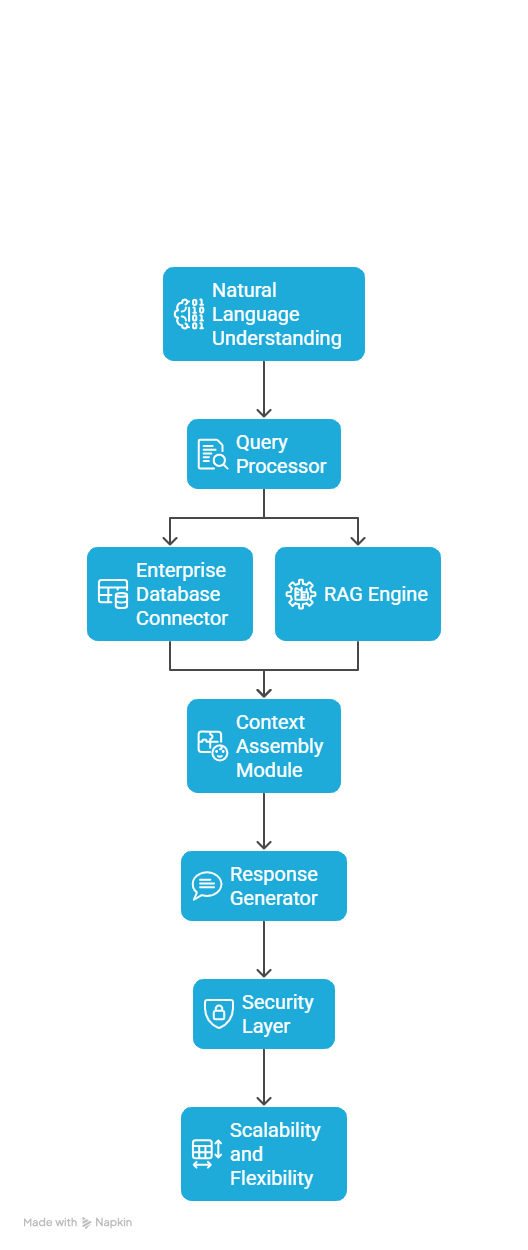 Natural
Language
Understanding
Query
Processor
Enterprise
Database
Connector
RAG Engine
Context
Assembly
Module
Response
Generator
Security
Layer
Scalability
and
Flexibility
Made with Napkin